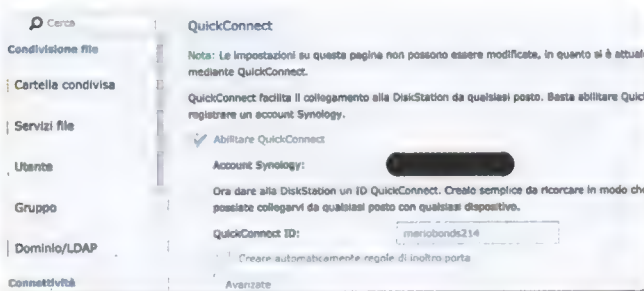 Cerca
QuickConnect
Condivisione file
Nota: Le impostazioni su questa pagina non possono essere modificate, in quanto si è attual
mediante QuickConnect.
Cartella condivisa
QuickConnect facilita il collegamento alla DiskStation da qualsiasi posto. Basta abilitare Quic
registrare un account Synology.
Servizi file
Abilitare QuickConnect
Utente
Account Synology:
Ora dare alla DiskStation un ID QuickConnect. Crealo semplice da ricorcare in modo che
Gruppo
possiate collegarvi da qualsiasi posto con qualsiasi dispositivo.
QuickConnect ID:
mariobonds214
Dominio/LDAP
Creare automaticamente regole di inoltro porta
Connettività
Avanzate